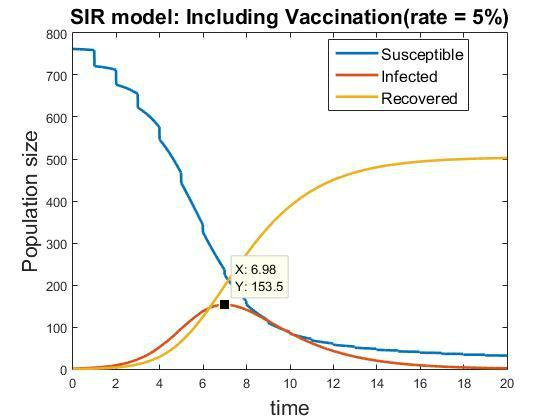 SIR model: Including Vaccination(rate = 5%)
800
700
600
500
400
300
200
100
0
Population size
Susceptible
Infected
Recovered
X: 6.98
Y: 153.5
0 2 4 6 8 10 12 14 16 18 20
time